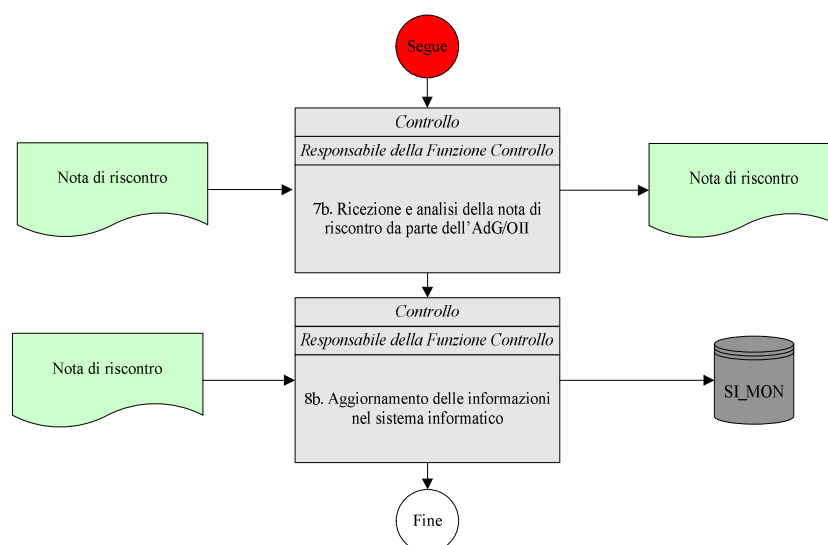 Segue
Controllo
Responsabile della Funzione Controllo
Nota di riscontro
7b. Ricezione e analisi della nota di
riscontro da parte dell'AdG/OII
Nota di riscontro
Controllo
Responsabile della Funzione Controllo
Nota di riscontro
8b. Aggiornamento delle informazioni
nel sistema informatico
SI_MON
Fine